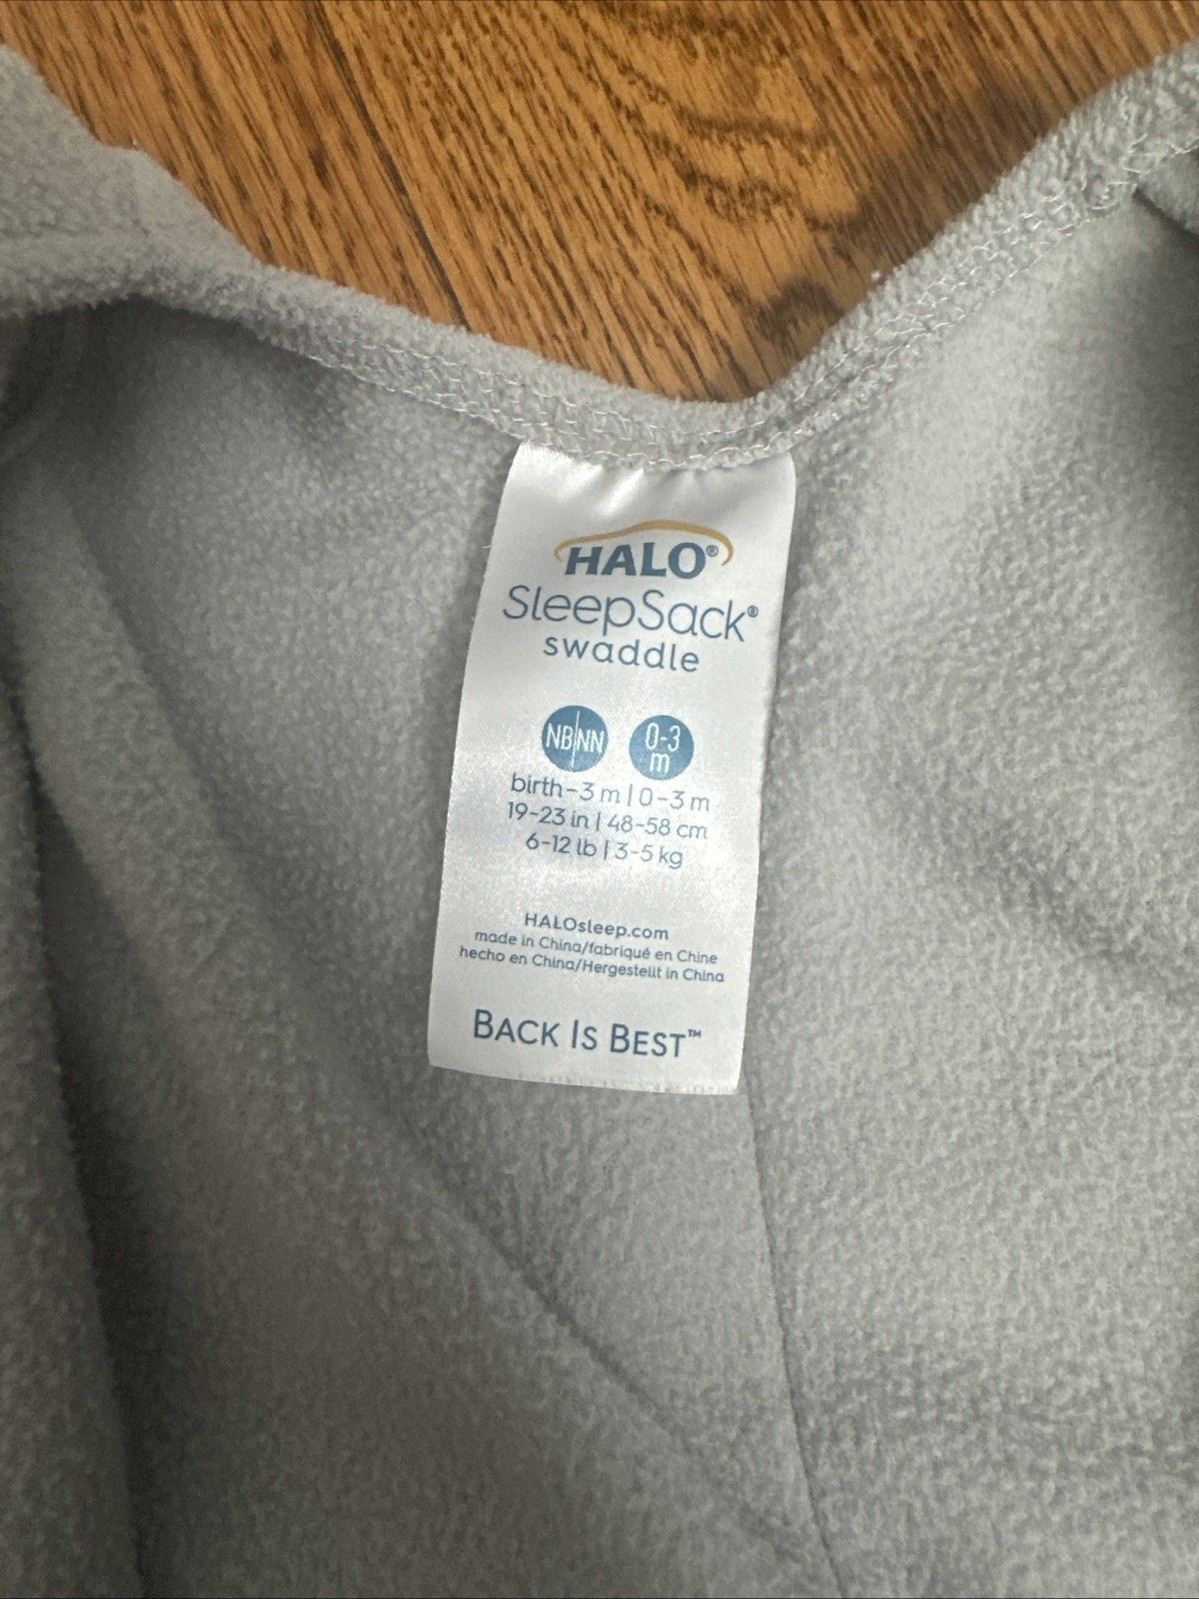 HALO®
SleepSack®
swaddle
NB|NN 0-3 m
birth-3 m | 0-3 m
19-23 in | 48-58 cm
6-12 lb | 3-5 kg
HALOsleep.com
made in China/fabriqué en Chine
hecho en China/Hergestellt in China
BACK IS BEST™